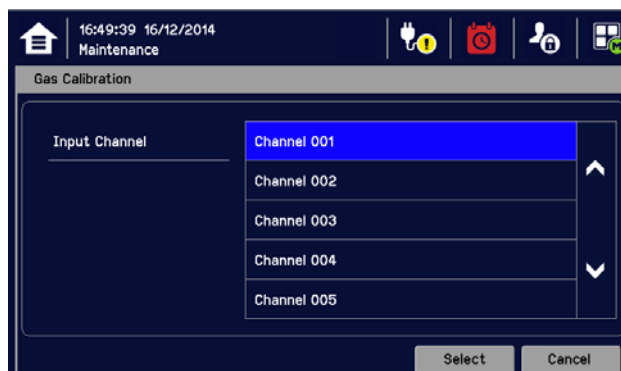 16:49:39 16/12/2014
Maintenance
Gas Calibration
Input Channel
Channel 001
Channel 002
Channel 003
Channel 004
Channel 005
Select
Cancel